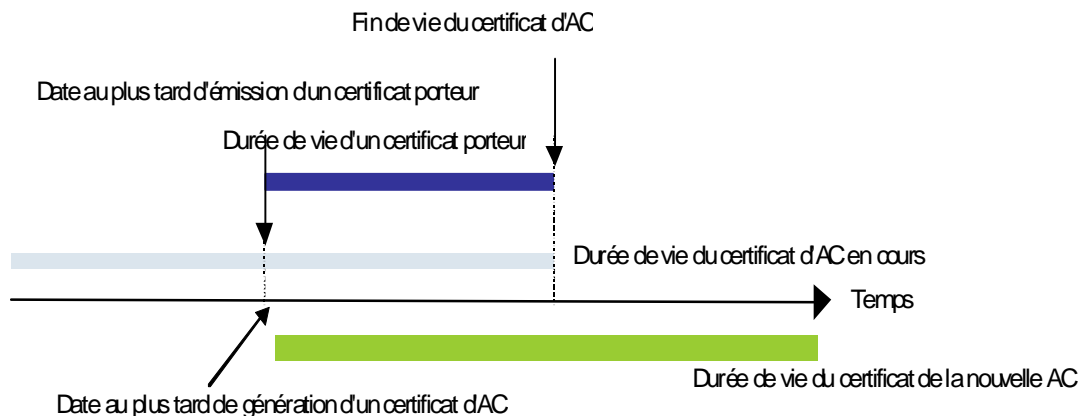 Fin de vie du certificat d'AC
Date au plus tard d'émission d'un certificat porteur
Durée de vie d'un certificat porteur
Durée de vie du certificat d'AC en cours
Temps
Durée de vie du certificat de la nouvelle AC
Date au plus tard de génération d'un certificat d'AC